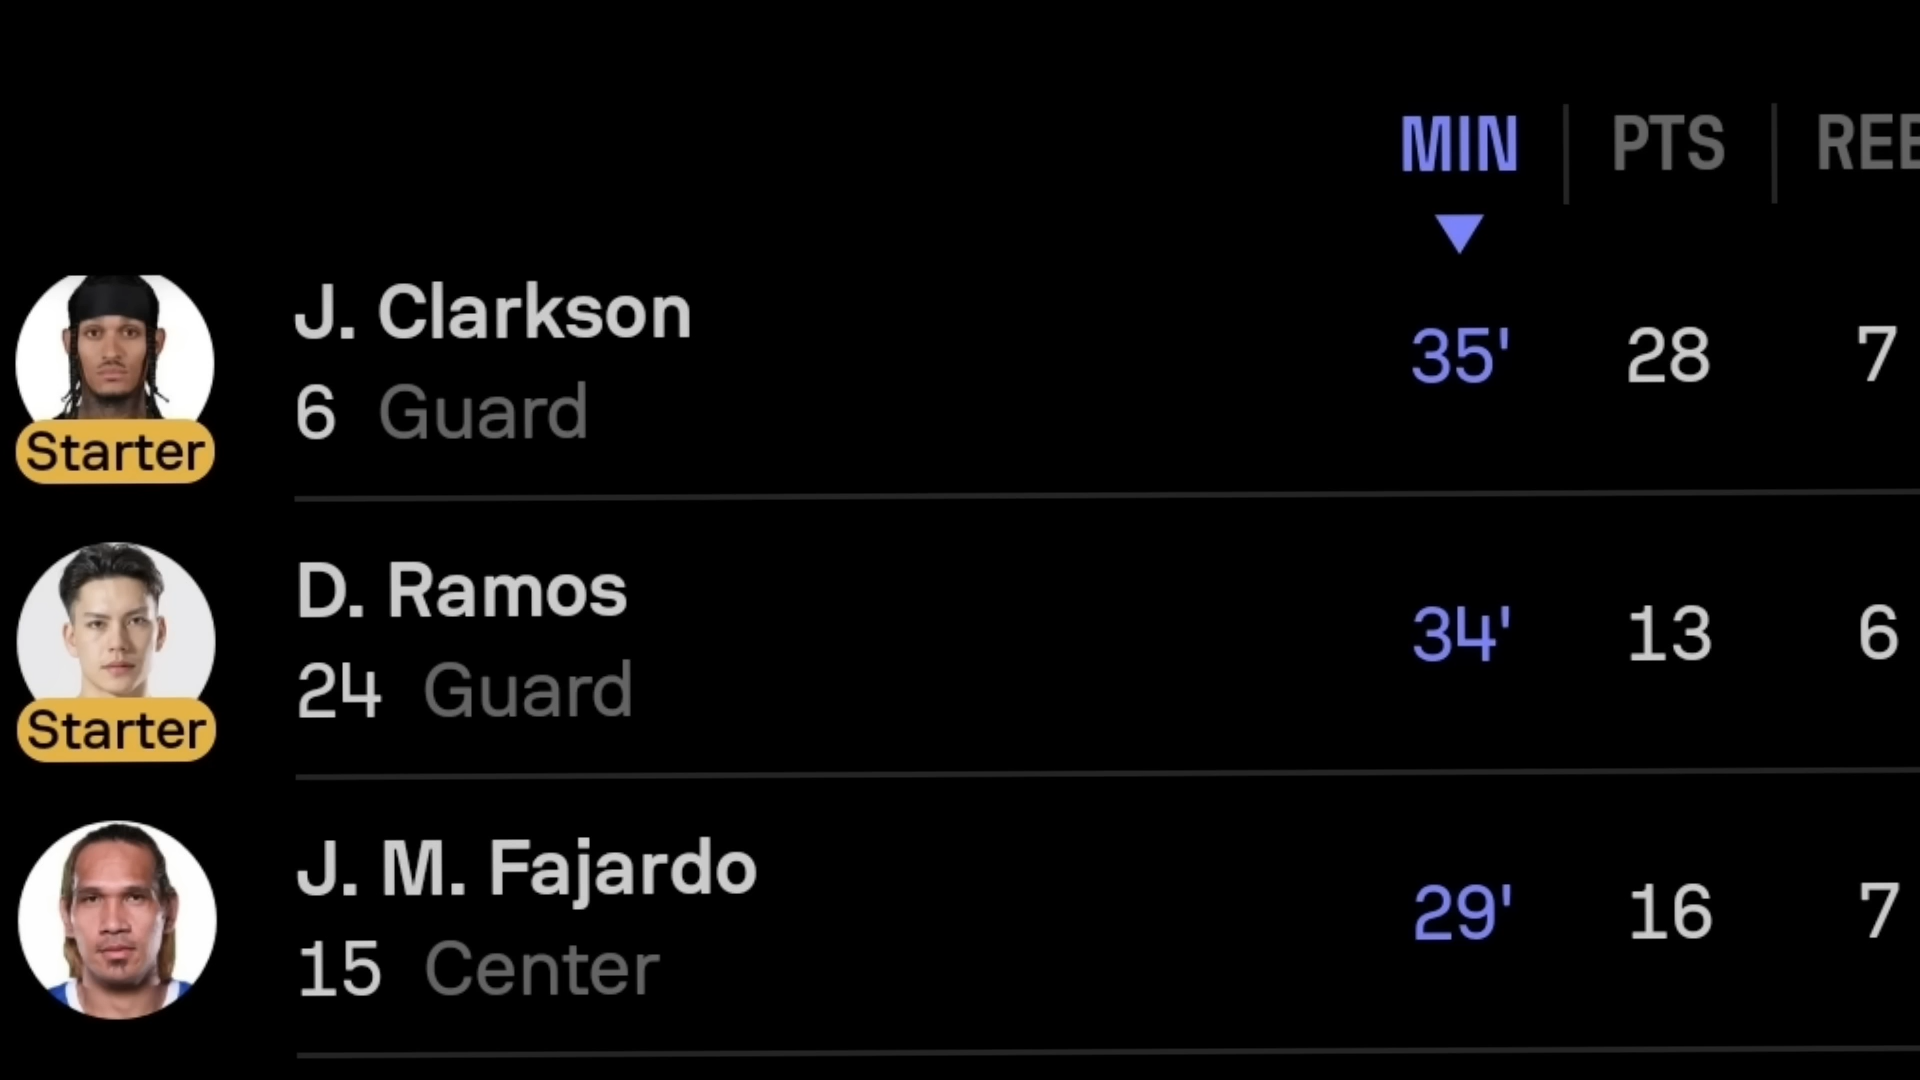 MIN PTS REB
J. Clarkson
6 Guard
35' 28 7
Starter
D. Ramos
24 Guard
34' 13 6
Starter
J. M. Fajardo
15 Center
29' 16 7